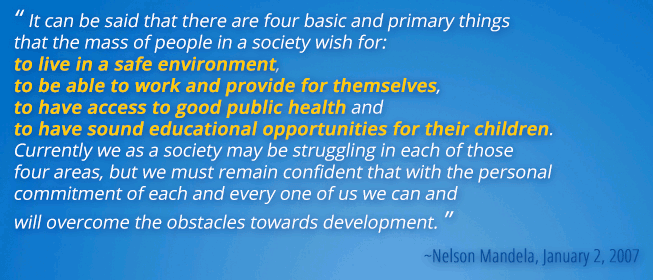 “ It can be said that there are four basic and primary things
that the mass of people in a society wish for:
to live in a safe environment,
to be able to work and provide for themselves,
to have access to good public health and
to have sound educational opportunities for their children.
Currently we as a society may be struggling in each of those
four areas, but we must remain confident that with the personal
commitment of each and every one of us we can and
will overcome the obstacles towards development. ”
~Nelson Mandela, January 2, 2007